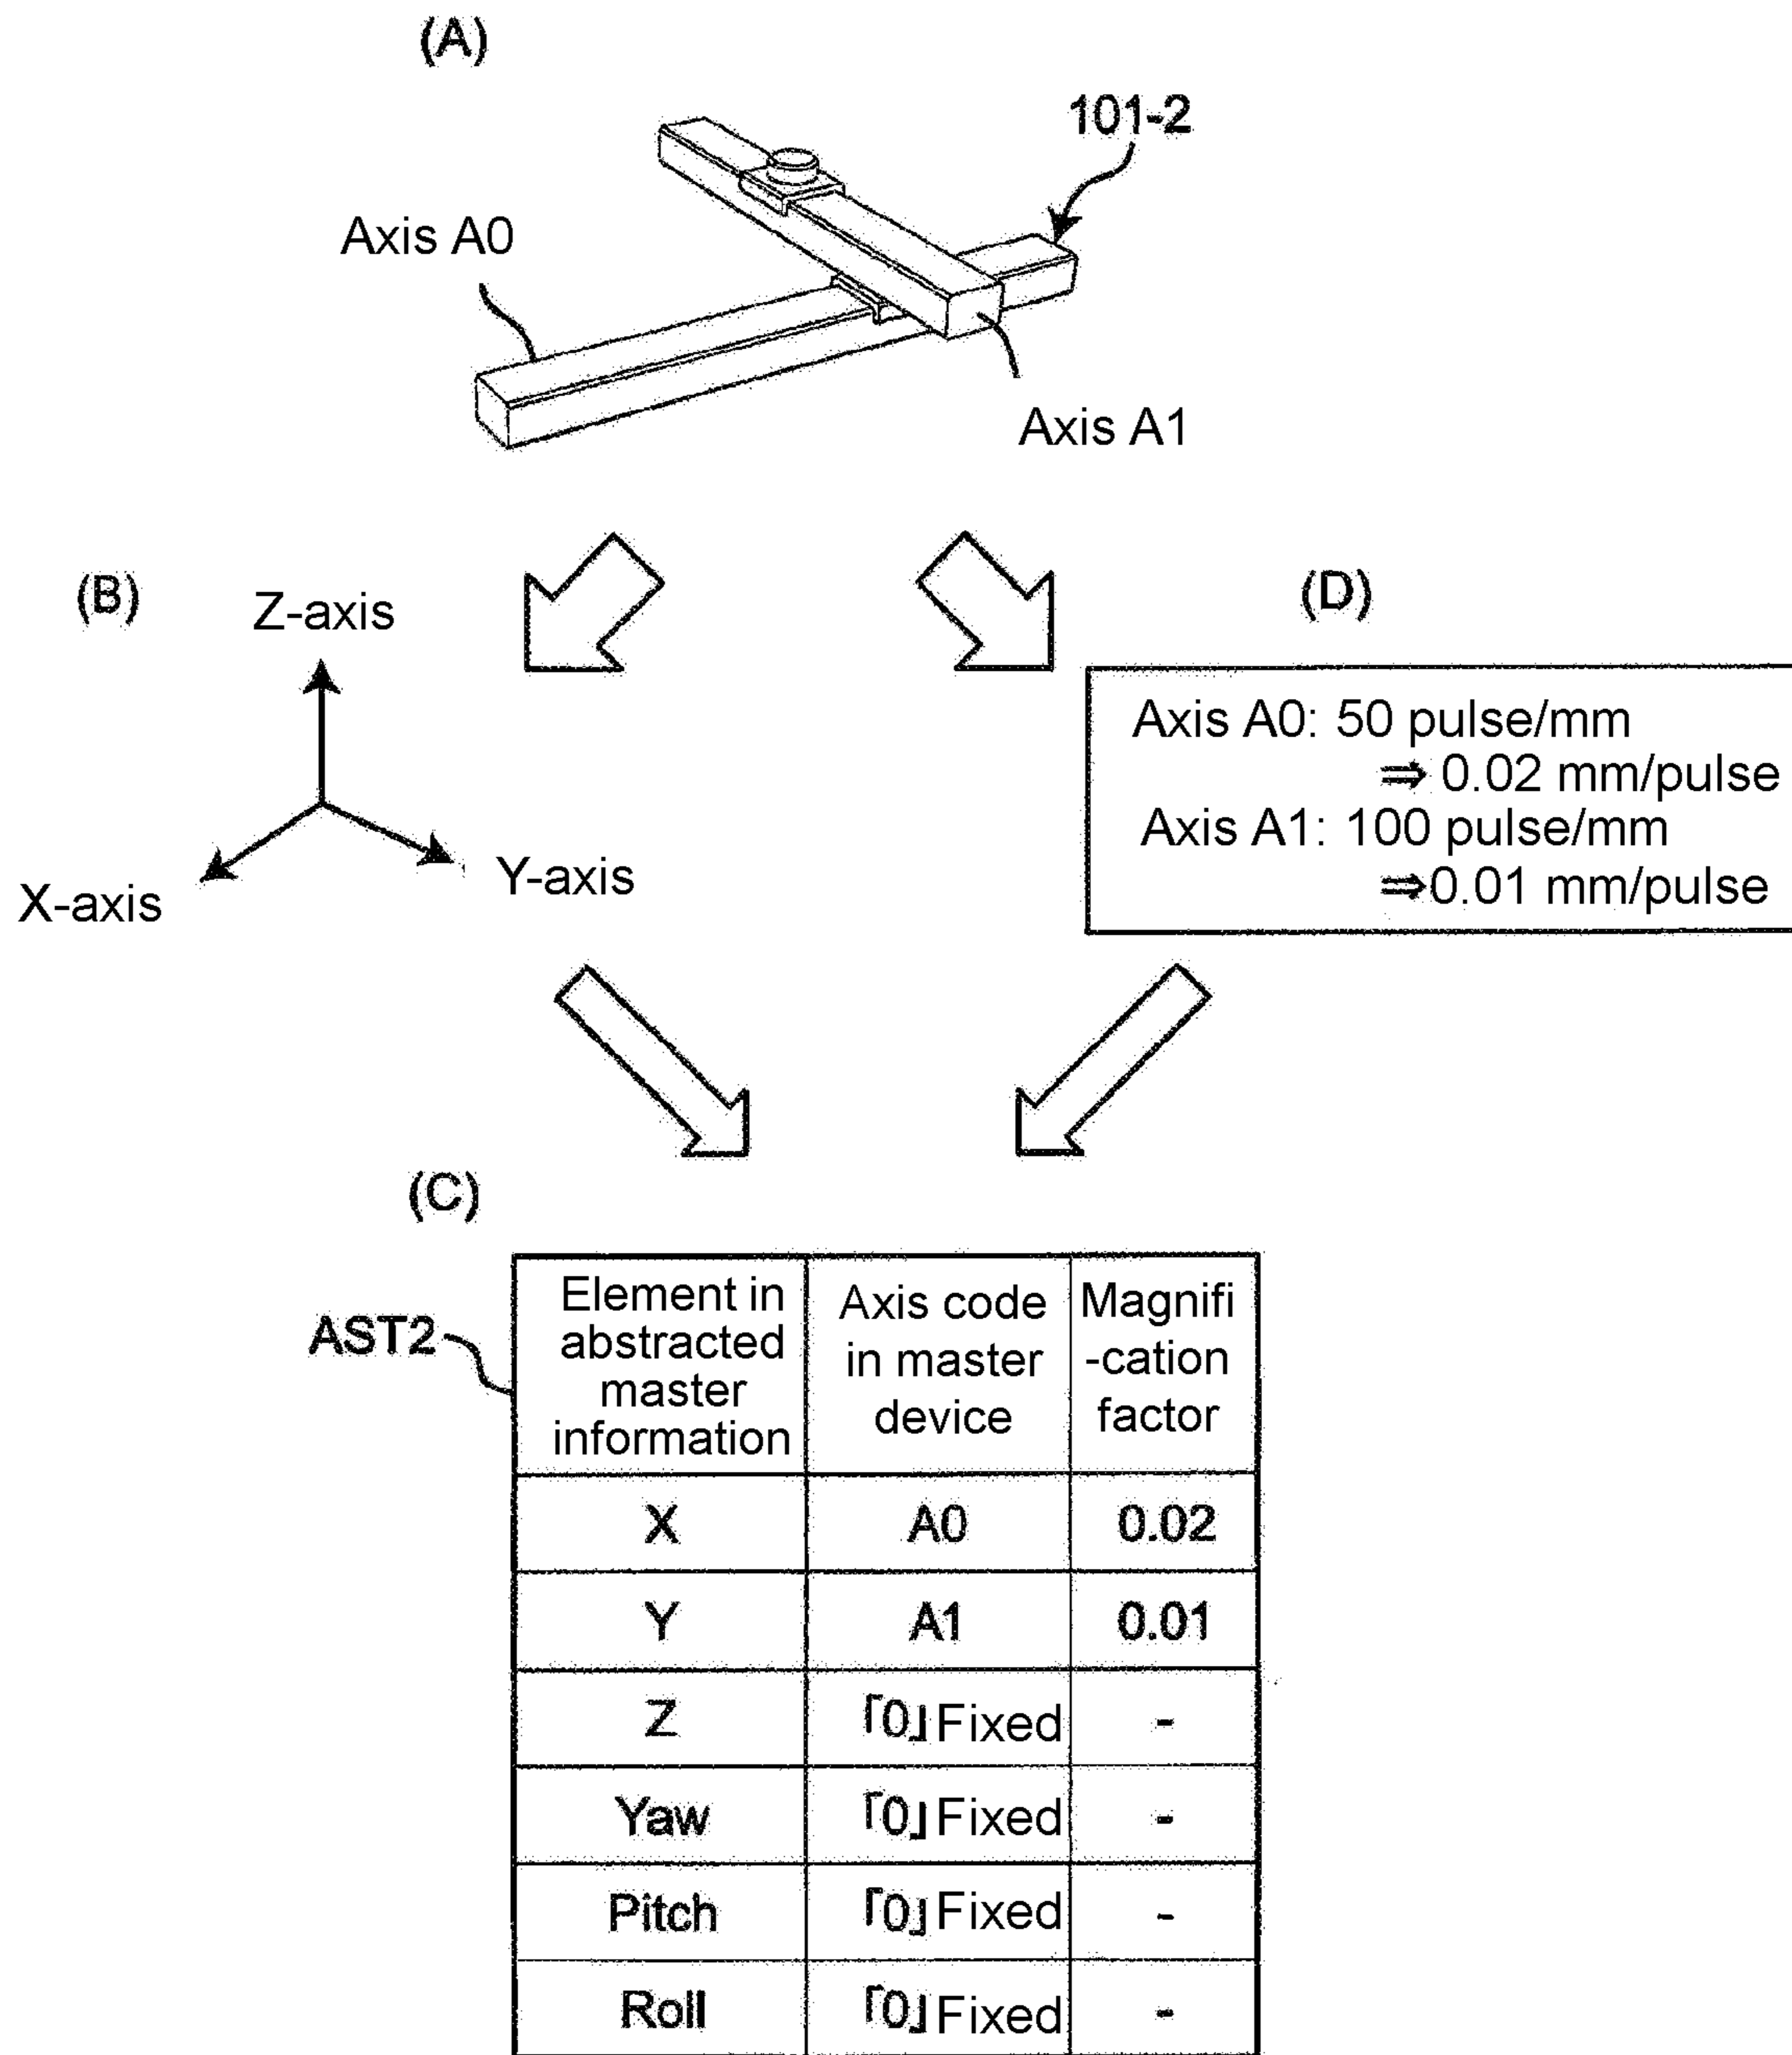 (A)
101-2
Axis A0
Axis A1
(B)
Z-axis
X-axis
Y-axis
(D)
Axis A0: 50 pulse/mm
⇒ 0.02 mm/pulse
Axis A1: 100 pulse/mm
⇒0.01 mm/pulse
(C)
AST2
Element in
abstracted
master
information
Axis code
in master
device
Magnifi
-cation
factor
X A0 0.02
Y A1 0.01
Z 「0」Fixed -
Yaw 「0」Fixed -
Pitch 「0」Fixed -
Roll 「0」Fixed -